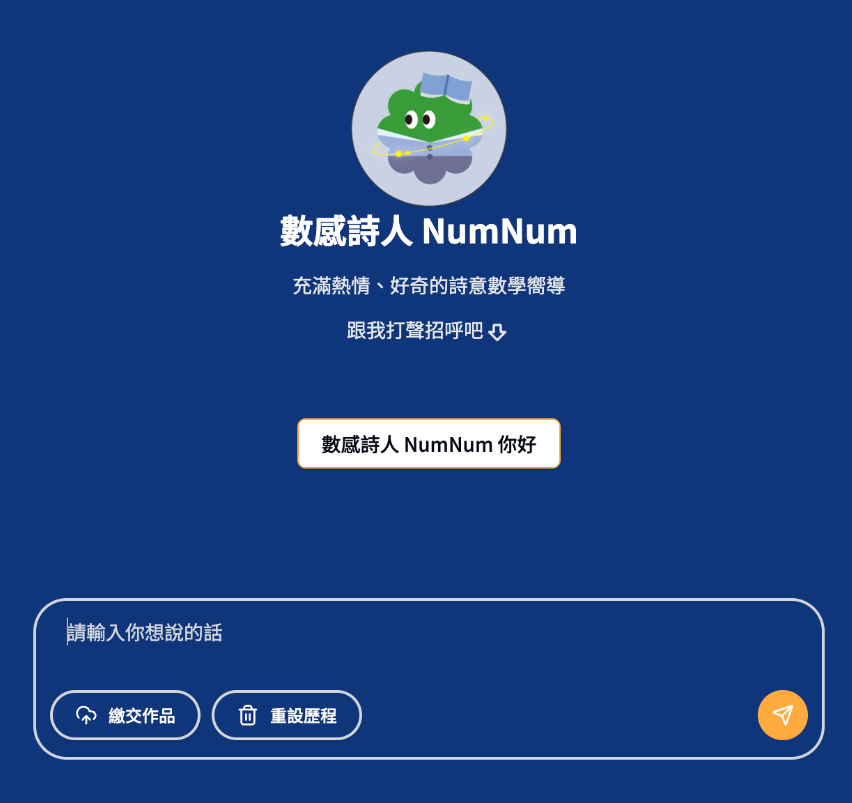 數感詩人 NumNum
充滿熱情、好奇的詩意數學嚮導
跟我打聲招呼吧
數感詩人 NumNum 你好
請輸入你想說的話
繳交作品
重設歷程